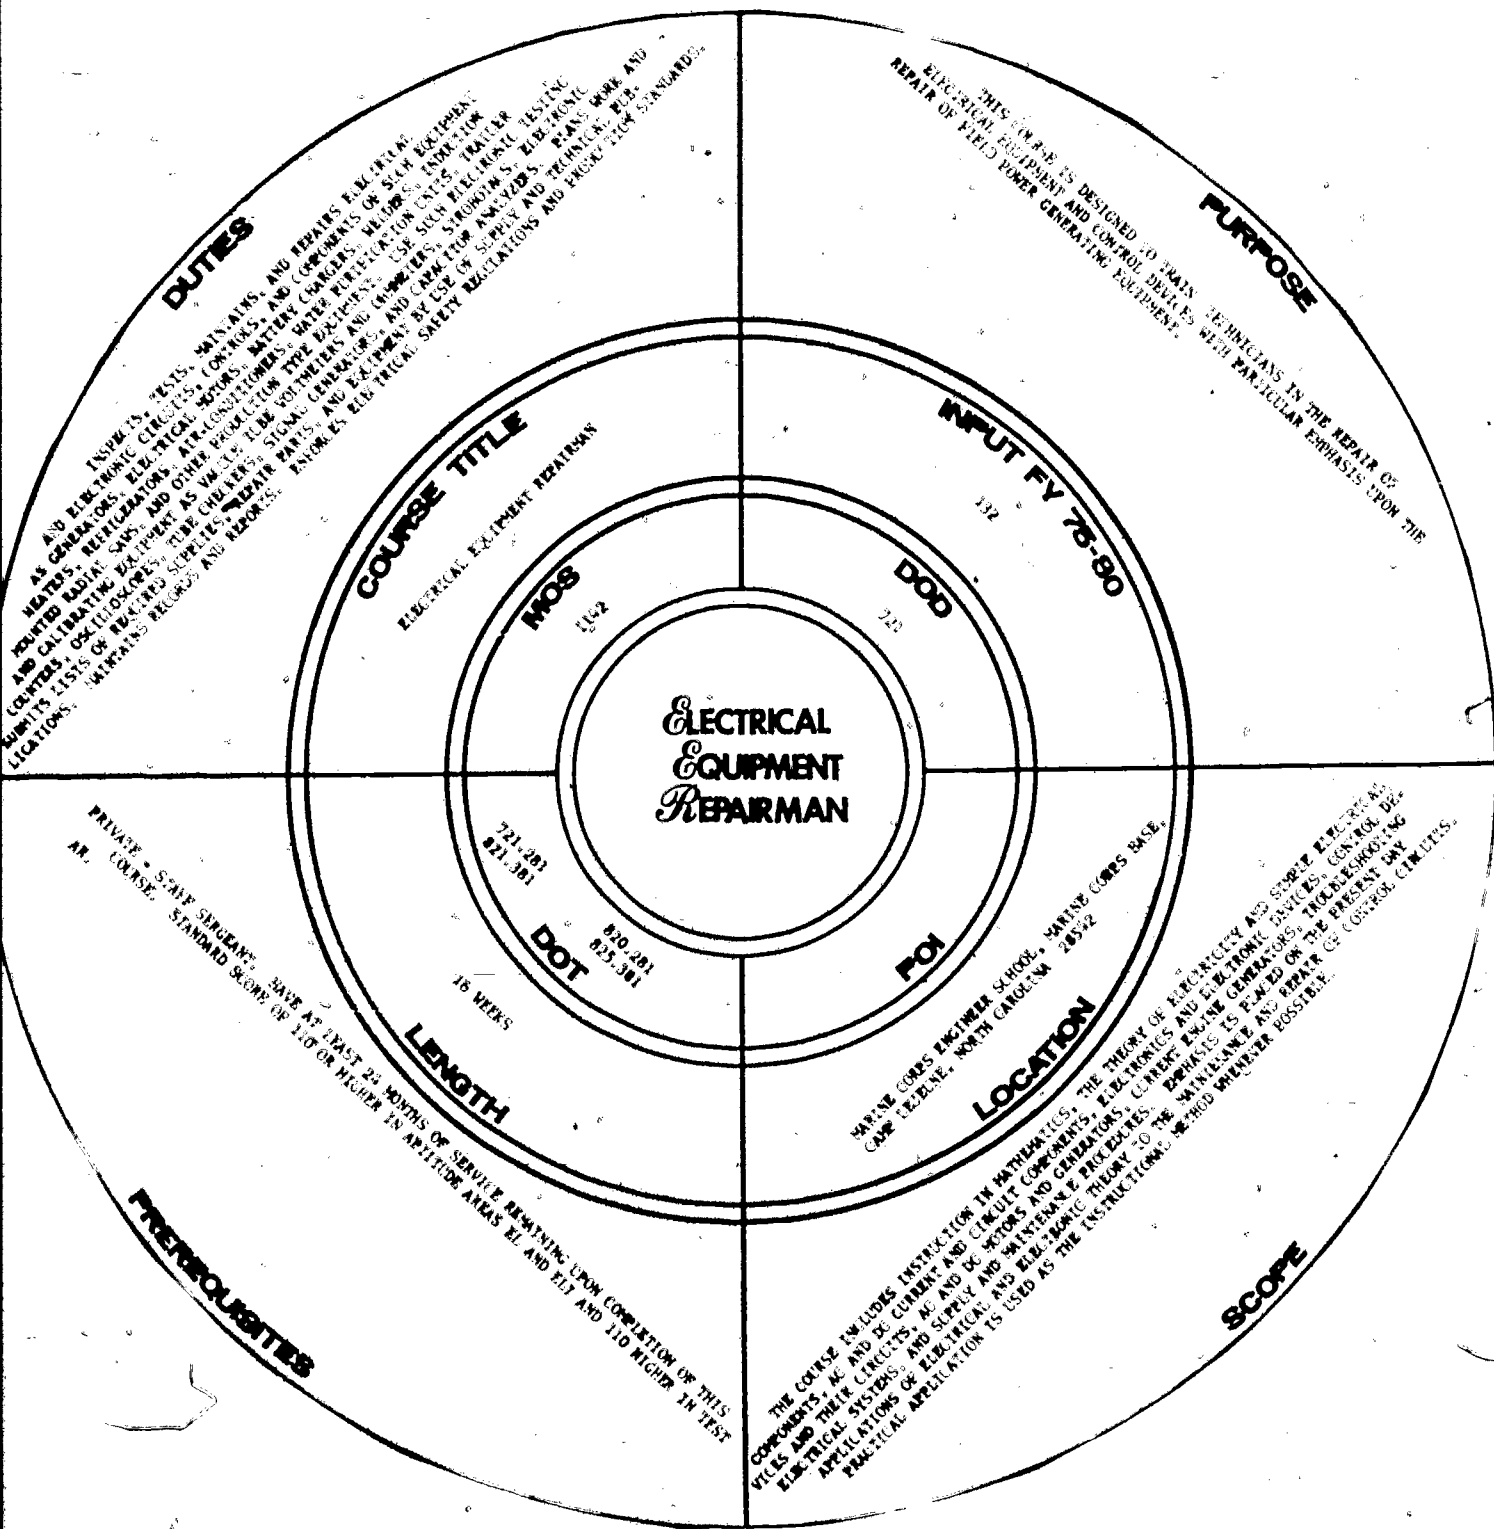 DUTIES
INSPECTS, TESTS, MAINTAINS, AND REPAIRS ELECTRICAL
AND ELECTRONIC CIRCUITS, CONTROLS, AND COMPONENTS OF SUCH EQUIPMENT
AS GENERATORS, ELECTRICAL MOTORS, BATTERY CHARGERS, WELDERS, INDUCTION
HEATERS, REFRIGERATORS, AIR-CONDITIONERS, WATER PURIFICATION UNITS, TRAILER
MOUNTED RADIAL SAWS, AND OTHER PRODUCTION TYPE EQUIPMENT. USE SUCH ELECTRONIC TESTING
AND CALIBRATING EQUIPMENT AS VACUUM TUBE VOLTMETERS AND OHMMETERS, STROBOTACS, ELECTRONIC
COUNTERS, OSCILLOSCOPES, TUBE CHECKERS, SIGNAL GENERATORS, AND CAPACITOR ANALYZERS. PLANS WORK AND
SUBMITS LISTS OF REQUIRED SUPPLIES, REPAIR PARTS, AND EQUIPMENT BY USE OF SUPPLY AND TECHNICAL PUB-
LICATIONS. MAINTAINS RECORDS AND REPORTS. ENFORCES ELECTRICAL SAFETY REGULATIONS AND PRODUCTION STANDARDS.
PURPOSE
THIS COURSE IS DESIGNED TO TRAIN TECHNICIANS IN THE REPAIR OF
ELECTRICAL EQUIPMENT AND CONTROL DEVICES WITH PARTICULAR EMPHASIS UPON THE
REPAIR OF FIELD POWER GENERATING EQUIPMENT.
COURSE TITLE
ELECTRICAL EQUIPMENT REPAIRMAN
INPUT FY 75-80
132
MOS
1142
DOD
721
ELECTRICAL
EQUIPMENT
REPAIRMAN
721.281
821.381
820.281
825.381
DOT
POI
16 WEEKS
LENGTH
MARINE CORPS ENGINEER SCHOOL, MARINE CORPS BASE,
CAMP LEJEUNE, NORTH CAROLINA 28542
LOCATION
PRIVATE - STAFF SERGEANT. HAVE AT LEAST 24 MONTHS OF SERVICE REMAINING UPON COMPLETION OF THIS
COURSE. STANDARD SCORE OF 110 OR HIGHER IN APTITUDE AREAS EL AND ELT AND 110 HIGHER IN TEST
AR.
PREREQUISITES
THE COURSE INCLUDES INSTRUCTION IN MATHEMATICS, THE THEORY OF ELECTRICITY AND SIMPLE ELECTRICAL
COMPONENTS, AC AND DC CURRENT AND CIRCUIT COMPONENTS, ELECTRONICS AND ELECTRONIC DEVICES, CONTROL DE-
VICES AND THEIR CIRCUITS, AC AND DC MOTORS AND GENERATORS, CURRENT ENGINE GENERATORS, TROUBLESHOOTING
ELECTRICAL SYSTEMS, AND SUPPLY AND MAINTENANCE PROCEDURES. EMPHASIS IS PLACED ON THE PRESENT DAY
APPLICATIONS OF ELECTRICAL AND ELECTRONIC THEORY TO THE MAINTENANCE AND REPAIR OF CONTROL CIRCUITS.
PRACTICAL APPLICATION IS USED AS THE INSTRUCTIONAL METHOD WHENEVER POSSIBLE.
SCOPE